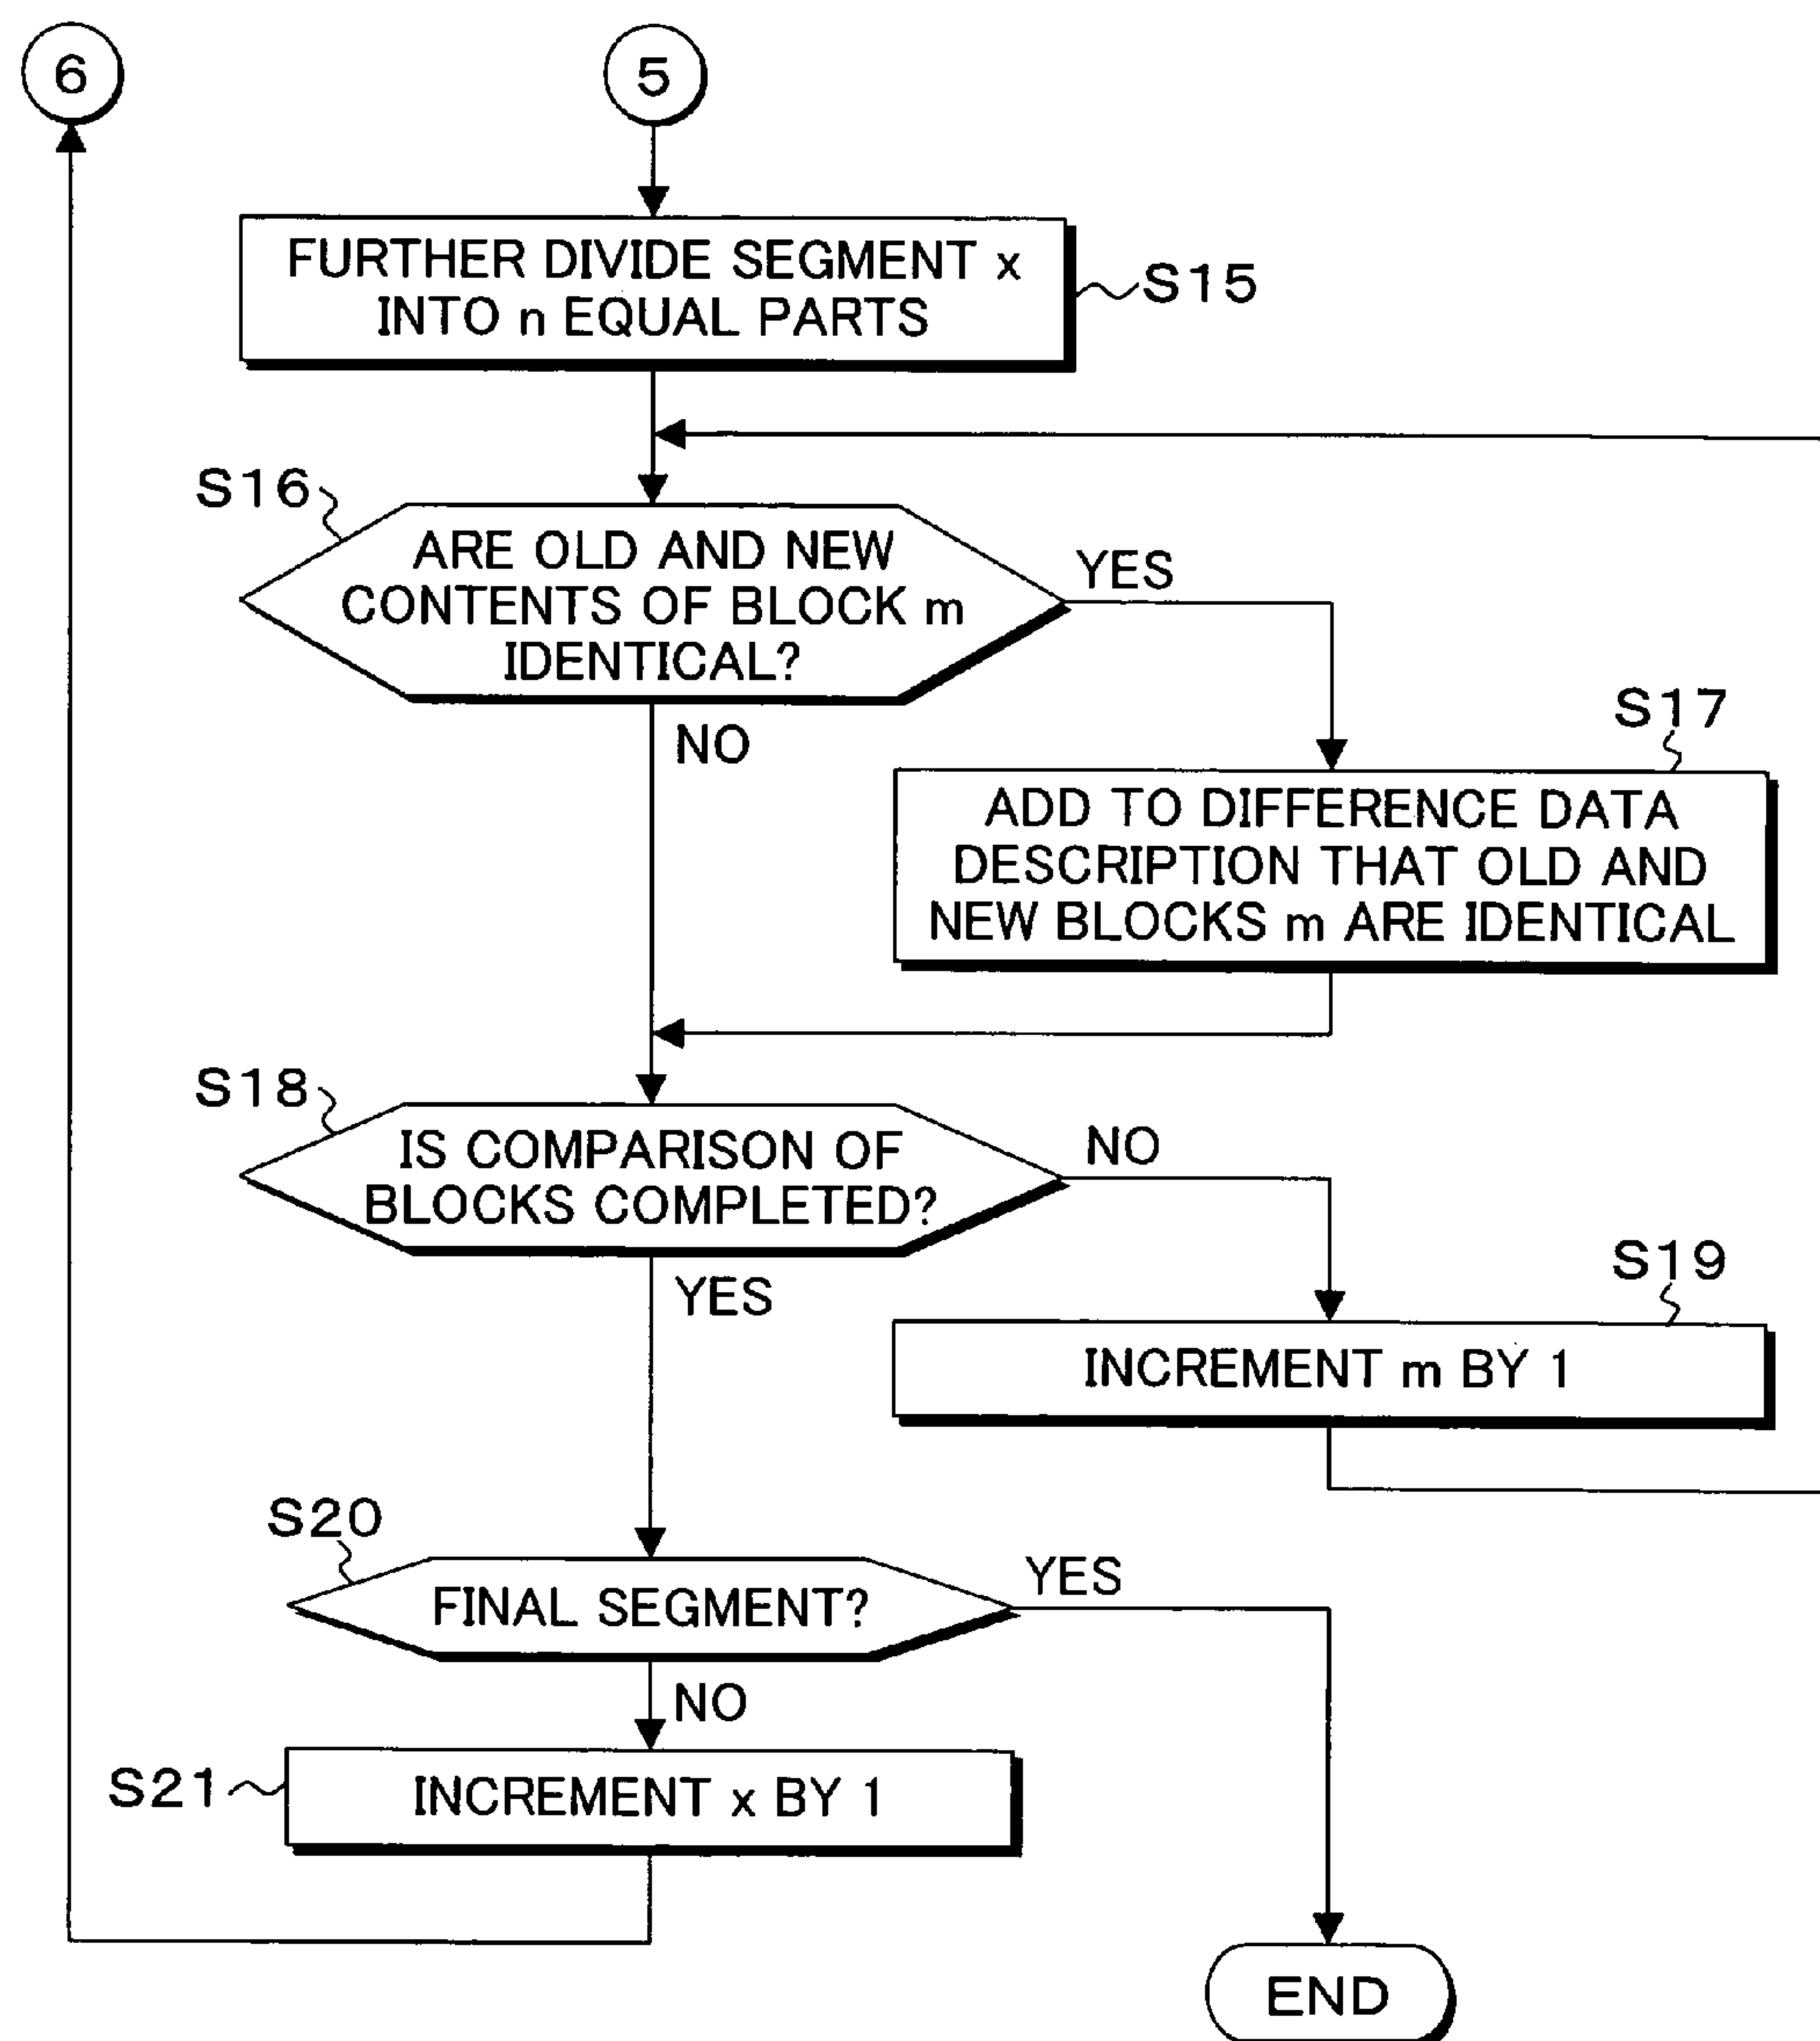 6
5
FURTHER DIVIDE SEGMENT x
INTO n EQUAL PARTS
S15
S16
ARE OLD AND NEW
CONTENTS OF BLOCK m
IDENTICAL?
YES
NO
S17
ADD TO DIFFERENCE DATA
DESCRIPTION THAT OLD AND
NEW BLOCKS m ARE IDENTICAL
S18
IS COMPARISON OF
BLOCKS COMPLETED?
NO
YES
S19
INCREMENT m BY 1
S20
FINAL SEGMENT?
YES
NO
S21
INCREMENT x BY 1
END